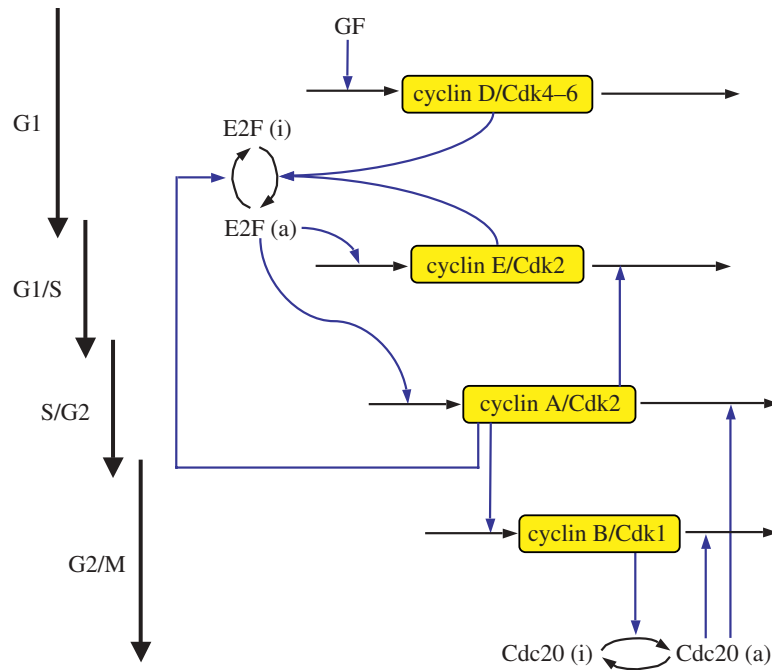 GF
cyclin D/Cdk4–6
G1
E2F (i)
E2F (a)
cyclin E/Cdk2
G1/S
S/G2
cyclin A/Cdk2
cyclin B/Cdk1
G2/M
Cdc20 (i)
Cdc20 (a)